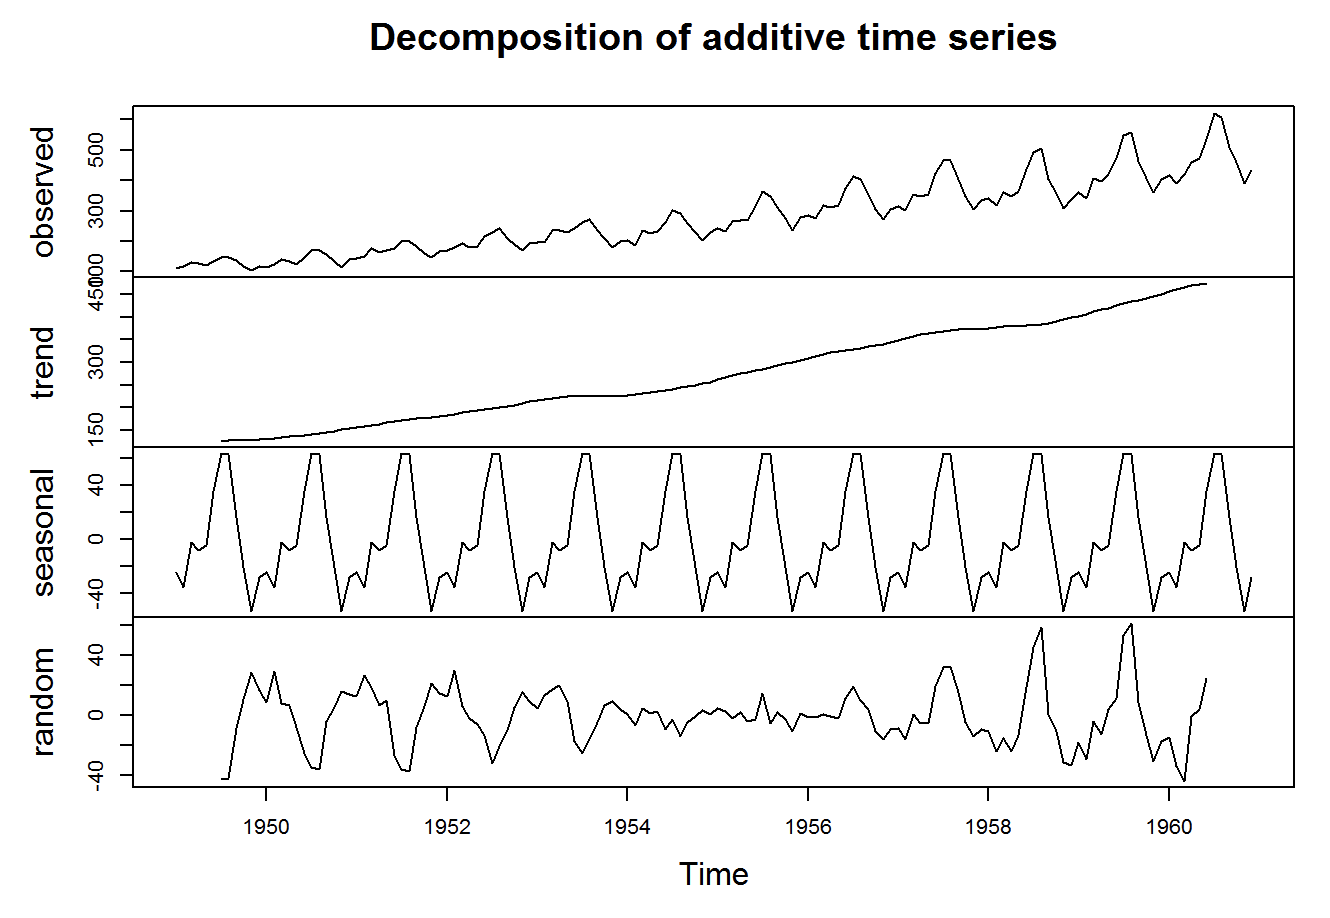 Decomposition of additive time series
observed
100 300 500
trend
150 300 450
seasonal
-40 0 40
random
-40 0 40
1950 1952 1954 1956 1958 1960
Time